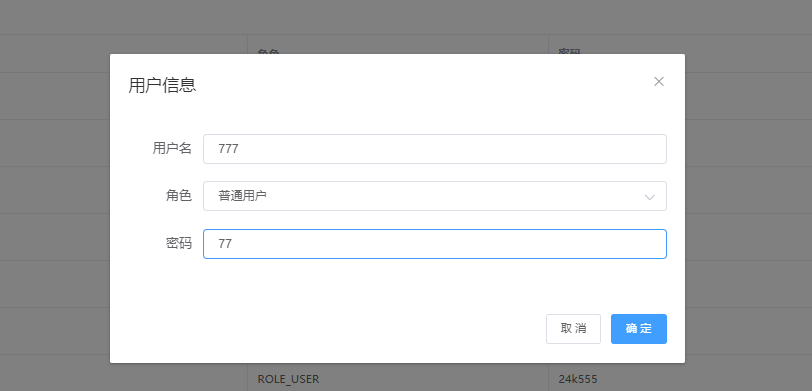 角色 密码
用户信息
用户名 777
角色 普通用户
密码 77
取消 确定
ROLE_USER 24k555